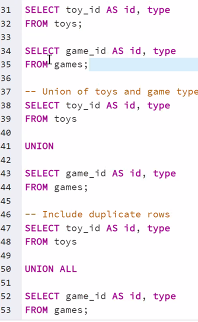 31 SELECT toy_id AS id, type
32 FROM toys;
33
34 SELECT game_id AS id, type
35 FROM games;
36
37 -- Union of toys and game type
38 SELECT toy_id AS id, type
39 FROM toys
40
41 UNION
42
43 SELECT game_id AS id, type
44 FROM games;
45
46 -- Include duplicate rows
47 SELECT toy_id AS id, type
48 FROM toys
49
50 UNION ALL
51
52 SELECT game_id AS id, type
53 FROM games;